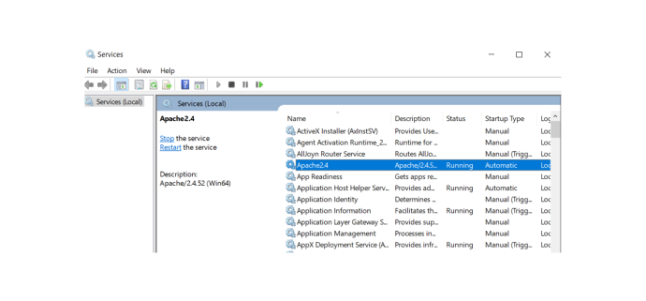 Services
File Action View Help
Services (Local)
Services (Local)
Apache2.4
Stop the service
Restart the service
Description:
Apache/2.4.52 (Win64)
Name Description Status Startup Type Log
ActiveX Installer (AxInstSV) Provides Use... Manual Loc
Agent Activation Runtime_2... Runtime for ... Manual Loc
AllJoyn Router Service Routes AllJo... Manual (Trigg... Loc
Apache2.4 Apache/2.4.5... Running Automatic Loc
App Readiness Gets apps re... Manual Loc
Application Host Helper Serv... Provides ad... Running Automatic Loc
Application Identity Determines ... Manual (Trigg... Loc
Application Information Facilitates th... Running Manual (Trigg... Loc
Application Layer Gateway S... Provides sup... Manual Loc
Application Management Processes in... Manual Loc
AppX Deployment Service (A... Provides infr... Running Manual (Trigg... Loc